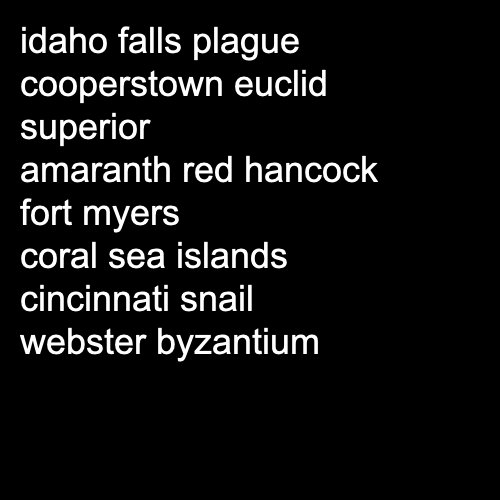 idaho falls plague
cooperstown euclid
superior
amaranth red hancock
fort myers
coral sea islands
cincinnati snail
webster byzantium